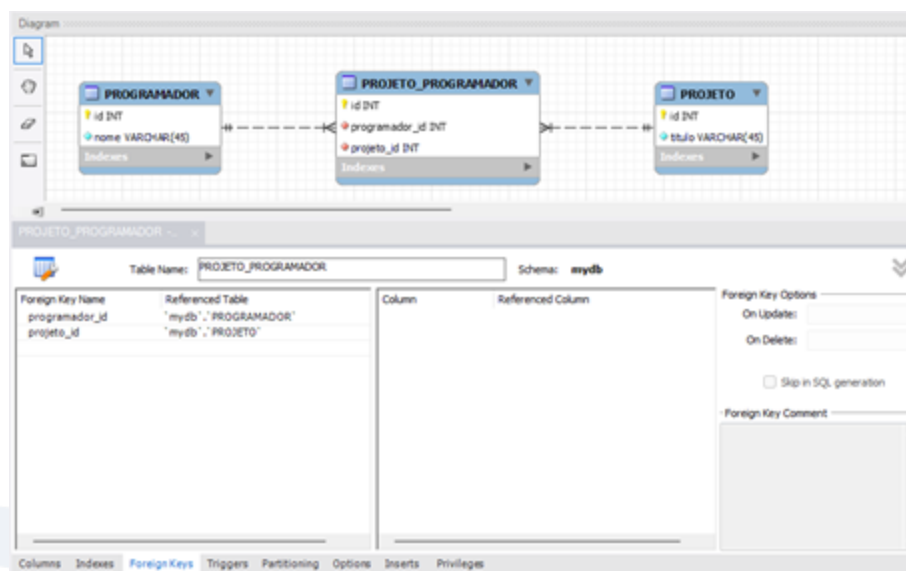 Diagram
PROGRAMADOR
id INT
nome VARCHAR(45)
Indexes
PROJETO_PROGRAMADOR
id INT
programador_id INT
projeto_id INT
Indexes
PROJETO
id INT
titulo VARCHAR(45)
Indexes
PROJETO_PROGRAMADOR -... ×
Table Name: PROJETO_PROGRAMADOR Schema: mydb
Foreign Key Name Referenced Table
programador_id `mydb`.`PROGRAMADOR`
projeto_id `mydb`.`PROJETO`
Column Referenced Column
Foreign Key Options
On Update:
On Delete:
Skip in SQL generation
Foreign Key Comment
Columns Indexes Foreign Keys Triggers Partitioning Options Inserts Privileges